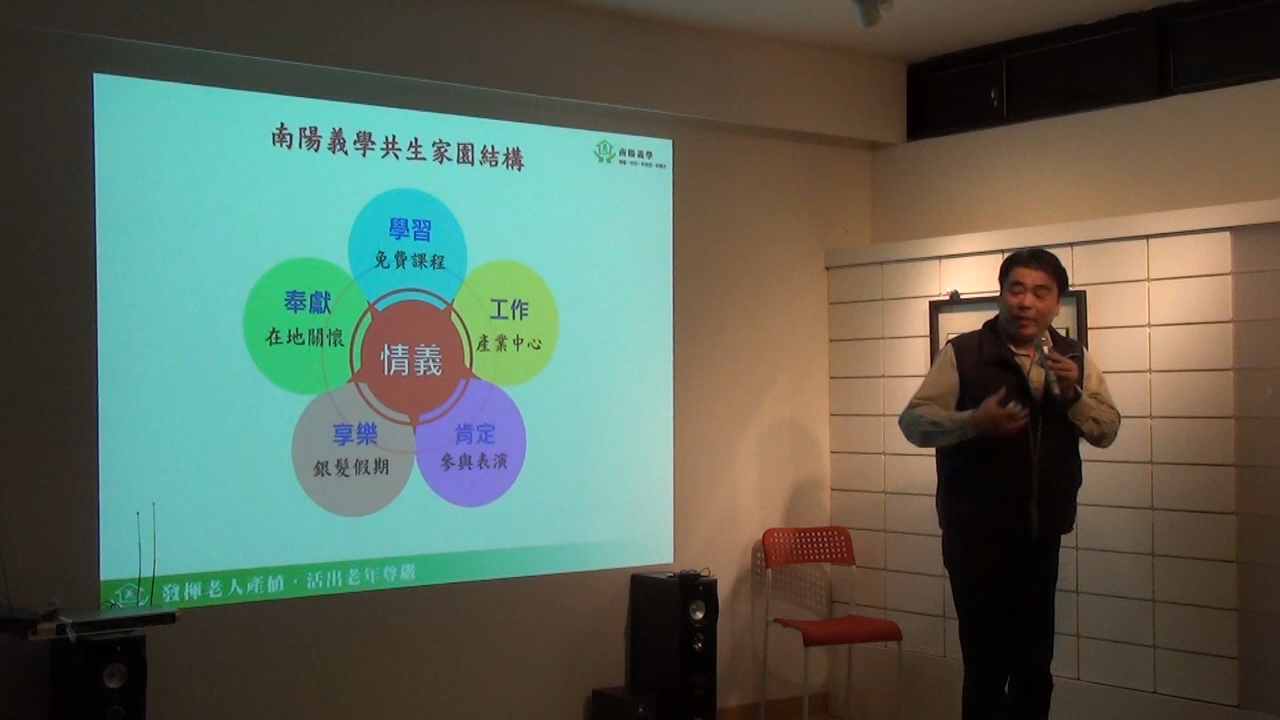 南陽義學共生家園結構
南陽義學
學習
免費課程
奉獻
在地關懷
工作
產業中心
情義
享樂
銀髮假期
肯定
參與表演
發揮老人產值・活出老年尊嚴